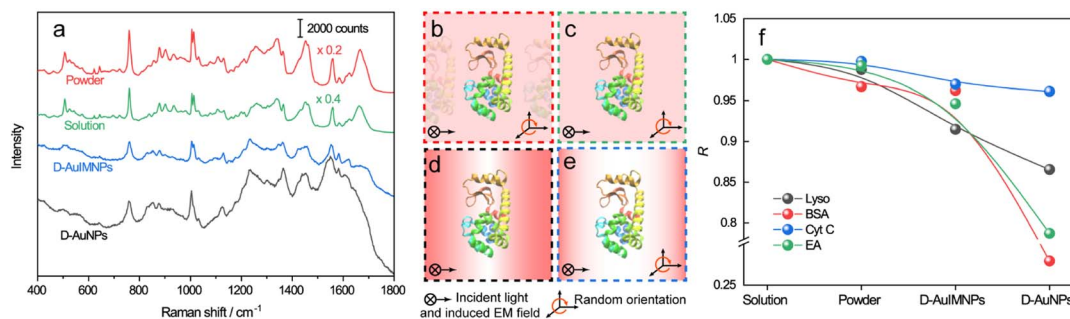 a
2000 counts
x 0.2
Powder
x 0.4
Solution
D-AuIMNPs
D-AuNPs
Intensity
400 600 800 1000 1200 1400 1600 1800
Raman shift / cm⁻¹
b
c
d
e
Incident light
and induced EM field
Random orientation
f
R
1
1.05
0.95
0.9
0.85
0.8
0.25
Lyso
BSA
Cyt C
EA
Solution Powder D-AuIMNPs D-AuNPs